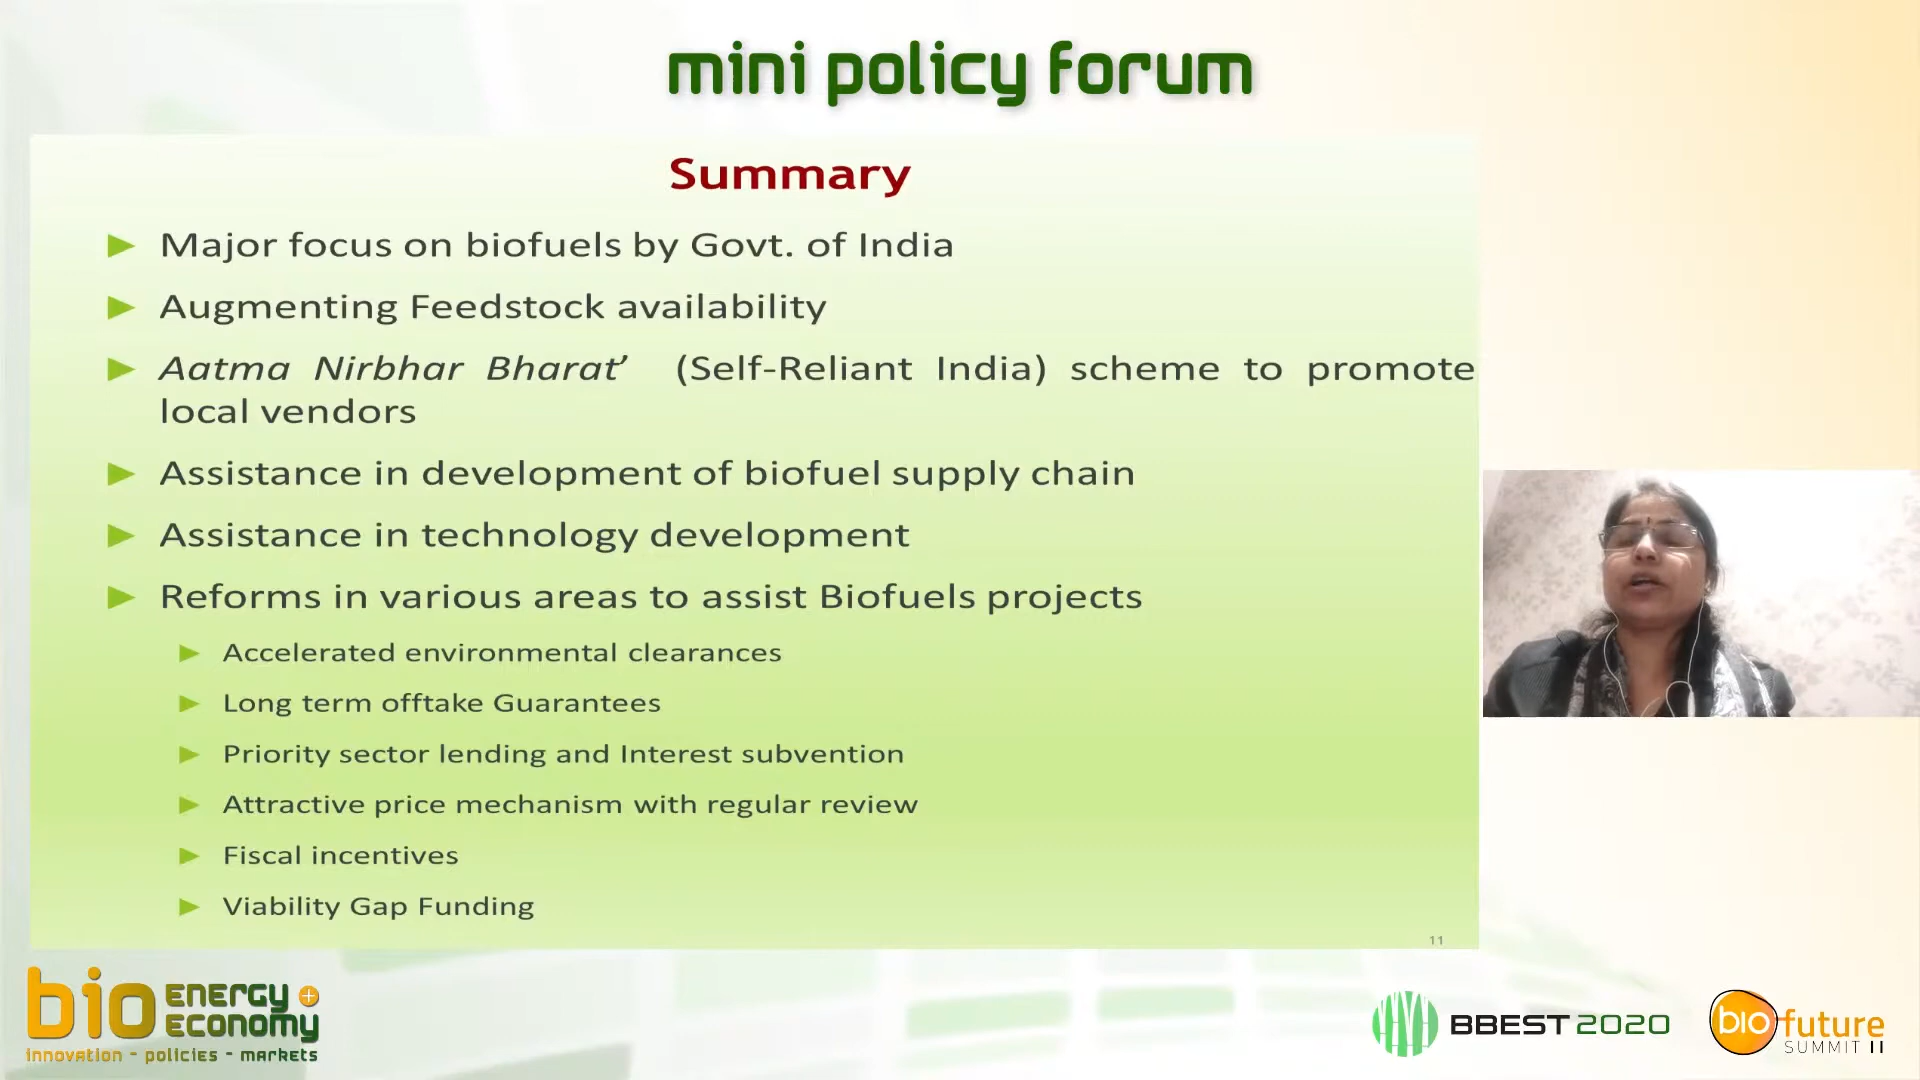 mini policy forum
Summary
Major focus on biofuels by Govt. of India
Augmenting Feedstock availability
Aatma Nirbhar Bharat’ (Self-Reliant India) scheme to promote
local vendors
Assistance in development of biofuel supply chain
Assistance in technology development
Reforms in various areas to assist Biofuels projects
Accelerated environmental clearances
Long term offtake Guarantees
Priority sector lending and Interest subvention
Attractive price mechanism with regular review
Fiscal incentives
Viability Gap Funding
11
bio ENERGY +
ECONOMY
innovation - policies - markets
BBEST 2020
bio future
SUMMIT II